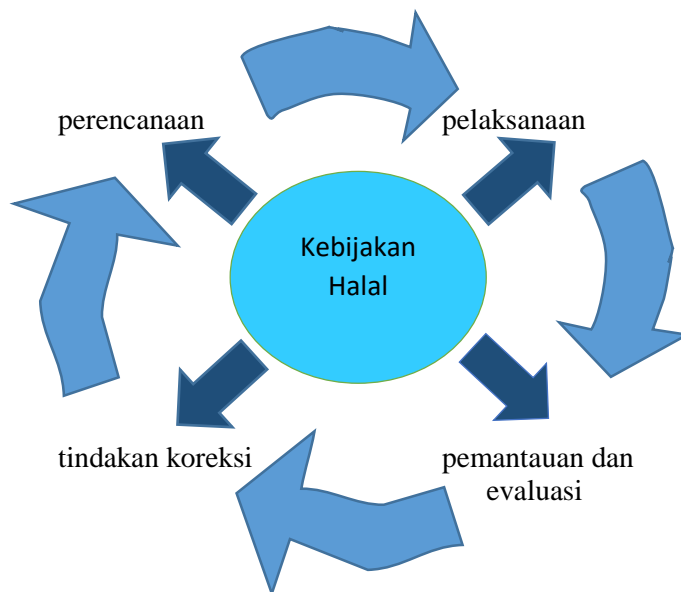 perencanaan
pelaksanaan
Kebijakan
Halal
tindakan koreksi
pemantauan dan
evaluasi